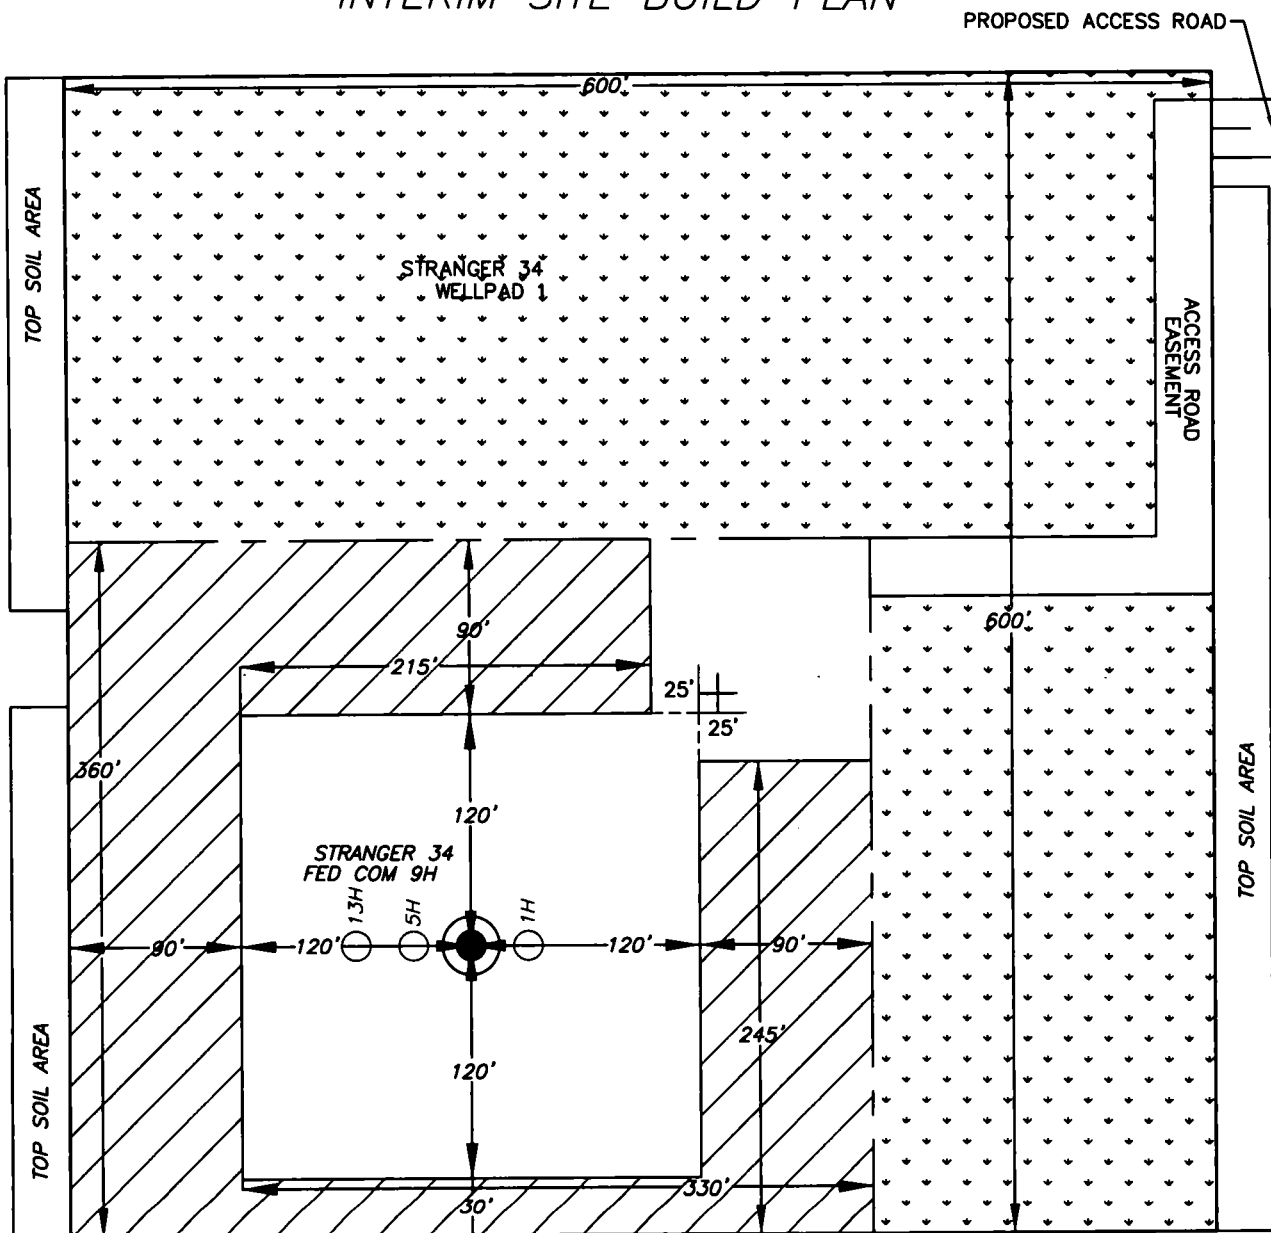 INTERIM SITE BUILD PLAN
PROPOSED ACCESS ROAD
600'
TOP SOIL AREA
STRANGER 34
WELLPAD 1
ACCESS ROAD
EASEMENT
600'
90'
215'
25'
25'
360'
120'
STRANGER 34
FED COM 9H
13H
5H
1H
90'
120'
120'
90'
245'
120'
TOP SOIL AREA
TOP SOIL AREA
330'
30'